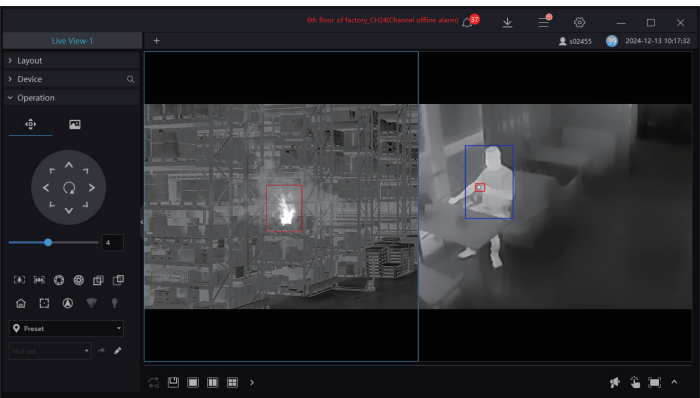 6th floor of factory_CH24(Channel offline alarm)
37
Live View-1
+
s02455
39
2024-12-13 10:17:32
Layout
Device
Operation
4
Preset
Not set